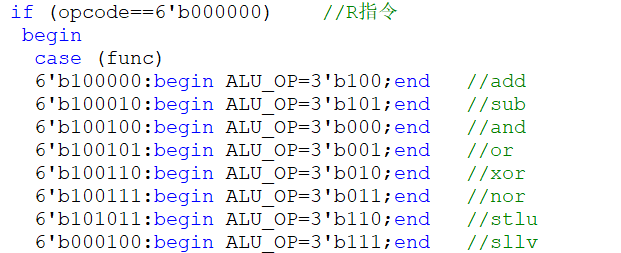 if (opcode==6'b000000)    //R指令
begin
case (func)
6'b100000:begin ALU_OP=3'b100;end   //add
6'b100010:begin ALU_OP=3'b101;end   //sub
6'b100100:begin ALU_OP=3'b000;end   //and
6'b100101:begin ALU_OP=3'b001;end   //or
6'b100110:begin ALU_OP=3'b010;end   //xor
6'b100111:begin ALU_OP=3'b011;end   //nor
6'b101011:begin ALU_OP=3'b110;end   //stlu
6'b000100:begin ALU_OP=3'b111;end   //sllv